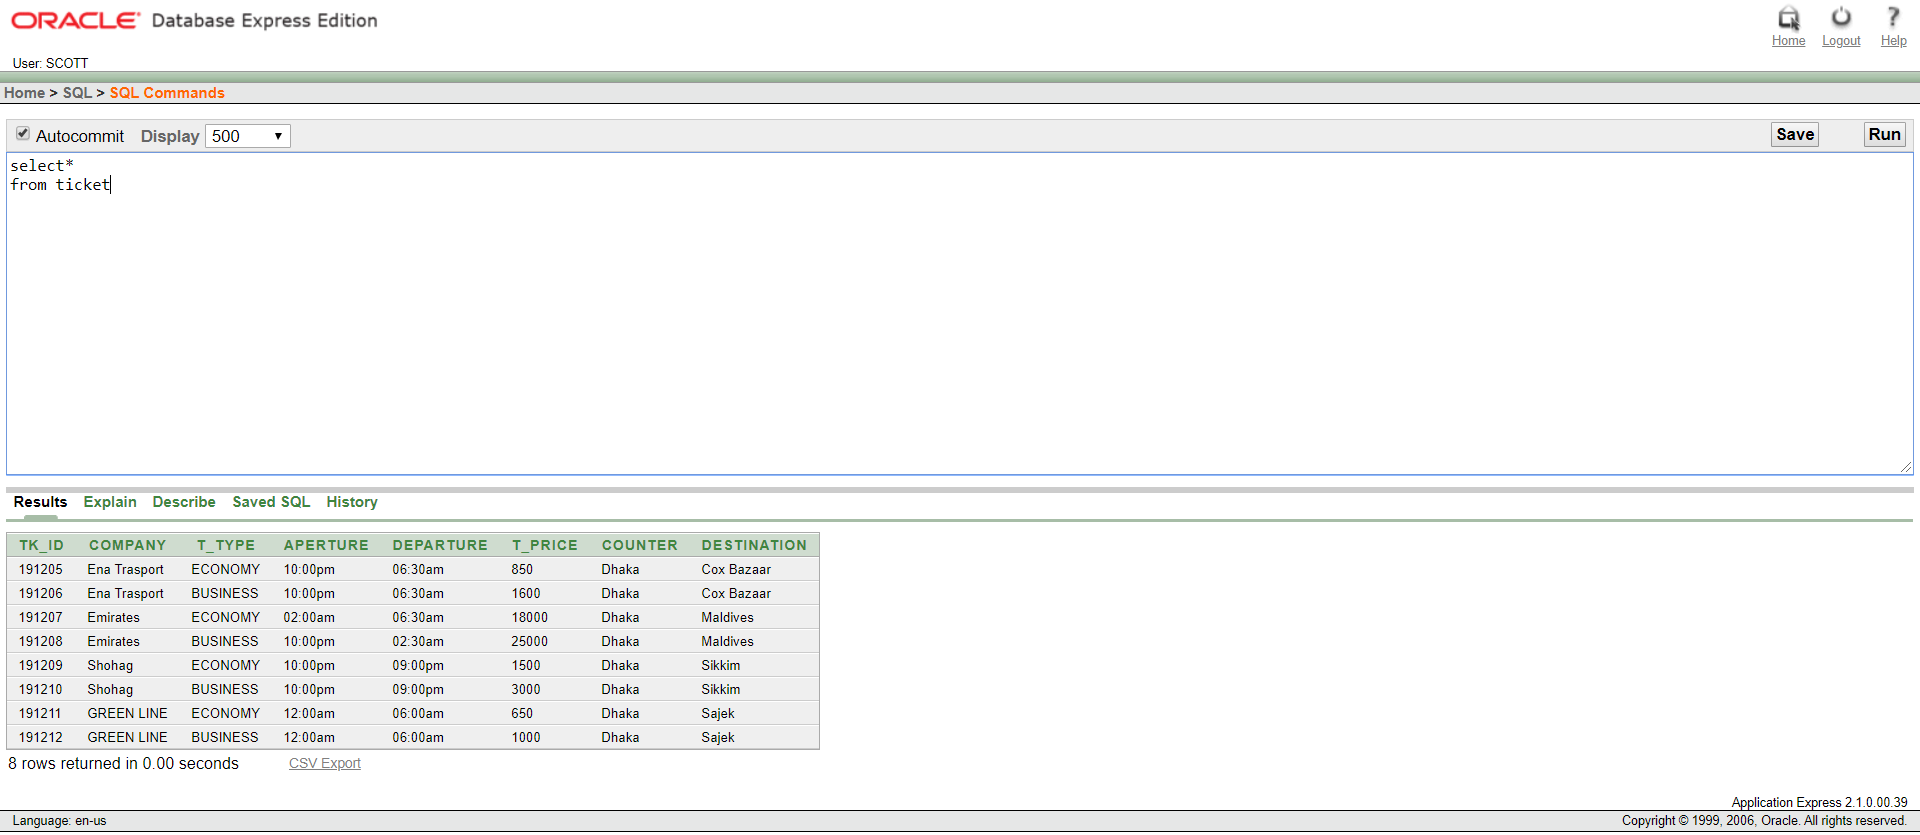 ORACLE Database Express Edition
Home Logout Help
User: SCOTT
Home > SQL > SQL Commands
Autocommit Display 500 Save Run
select*
from ticket
Results Explain Describe Saved SQL History
TK_ID COMPANY T_TYPE APERTURE DEPARTURE T_PRICE COUNTER DESTINATION
191205 Ena Trasport ECONOMY 10:00pm 06:30am 850 Dhaka Cox Bazaar
191206 Ena Trasport BUSINESS 10:00pm 06:30am 1600 Dhaka Cox Bazaar
191207 Emirates ECONOMY 02:00am 06:30am 18000 Dhaka Maldives
191208 Emirates BUSINESS 10:00pm 02:30am 25000 Dhaka Maldives
191209 Shohag ECONOMY 10:00pm 09:00pm 1500 Dhaka Sikkim
191210 Shohag BUSINESS 10:00pm 09:00pm 3000 Dhaka Sikkim
191211 GREEN LINE ECONOMY 12:00am 06:00am 650 Dhaka Sajek
191212 GREEN LINE BUSINESS 12:00am 06:00am 1000 Dhaka Sajek
8 rows returned in 0.00 seconds CSV Export
Application Express 2.1.0.00.39
Language: en-us Copyright © 1999, 2006, Oracle. All rights reserved.